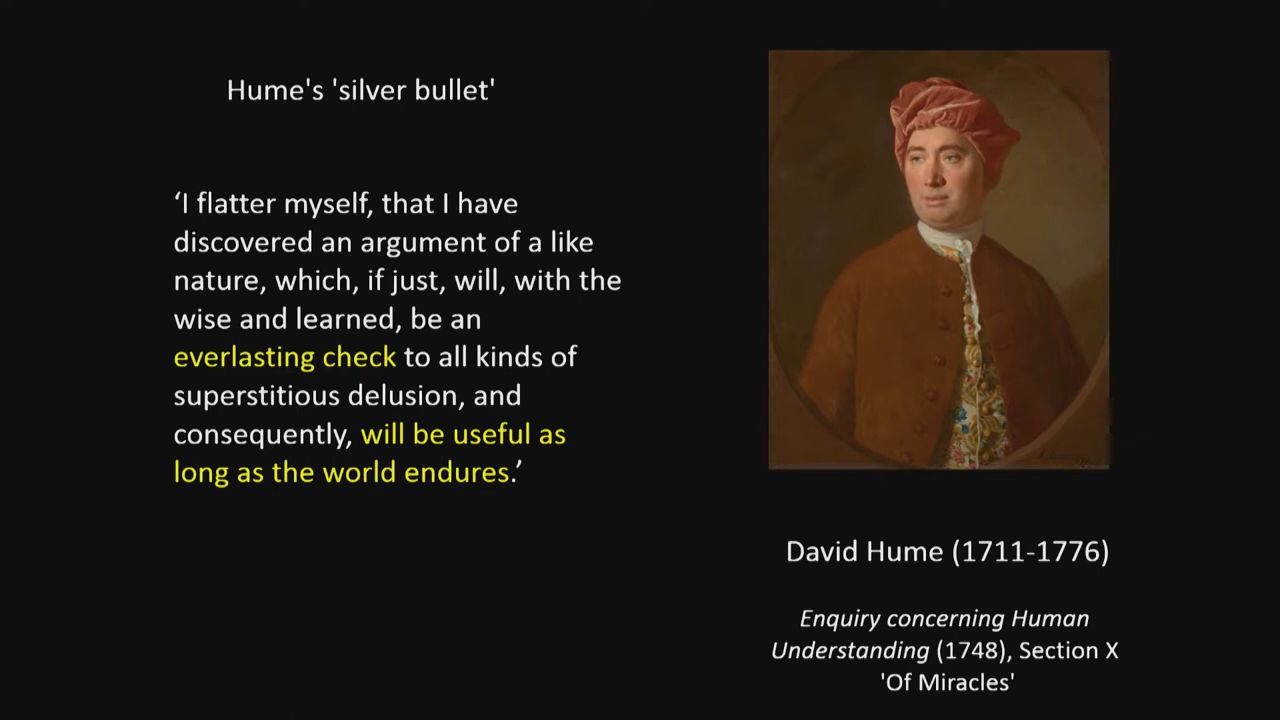 Hume's 'silver bullet'
‘I flatter myself, that I have
discovered an argument of a like
nature, which, if just, will, with the
wise and learned, be an
everlasting check to all kinds of
superstitious delusion, and
consequently, will be useful as
long as the world endures.’
David Hume (1711-1776)
Enquiry concerning Human
Understanding (1748), Section X
'Of Miracles'